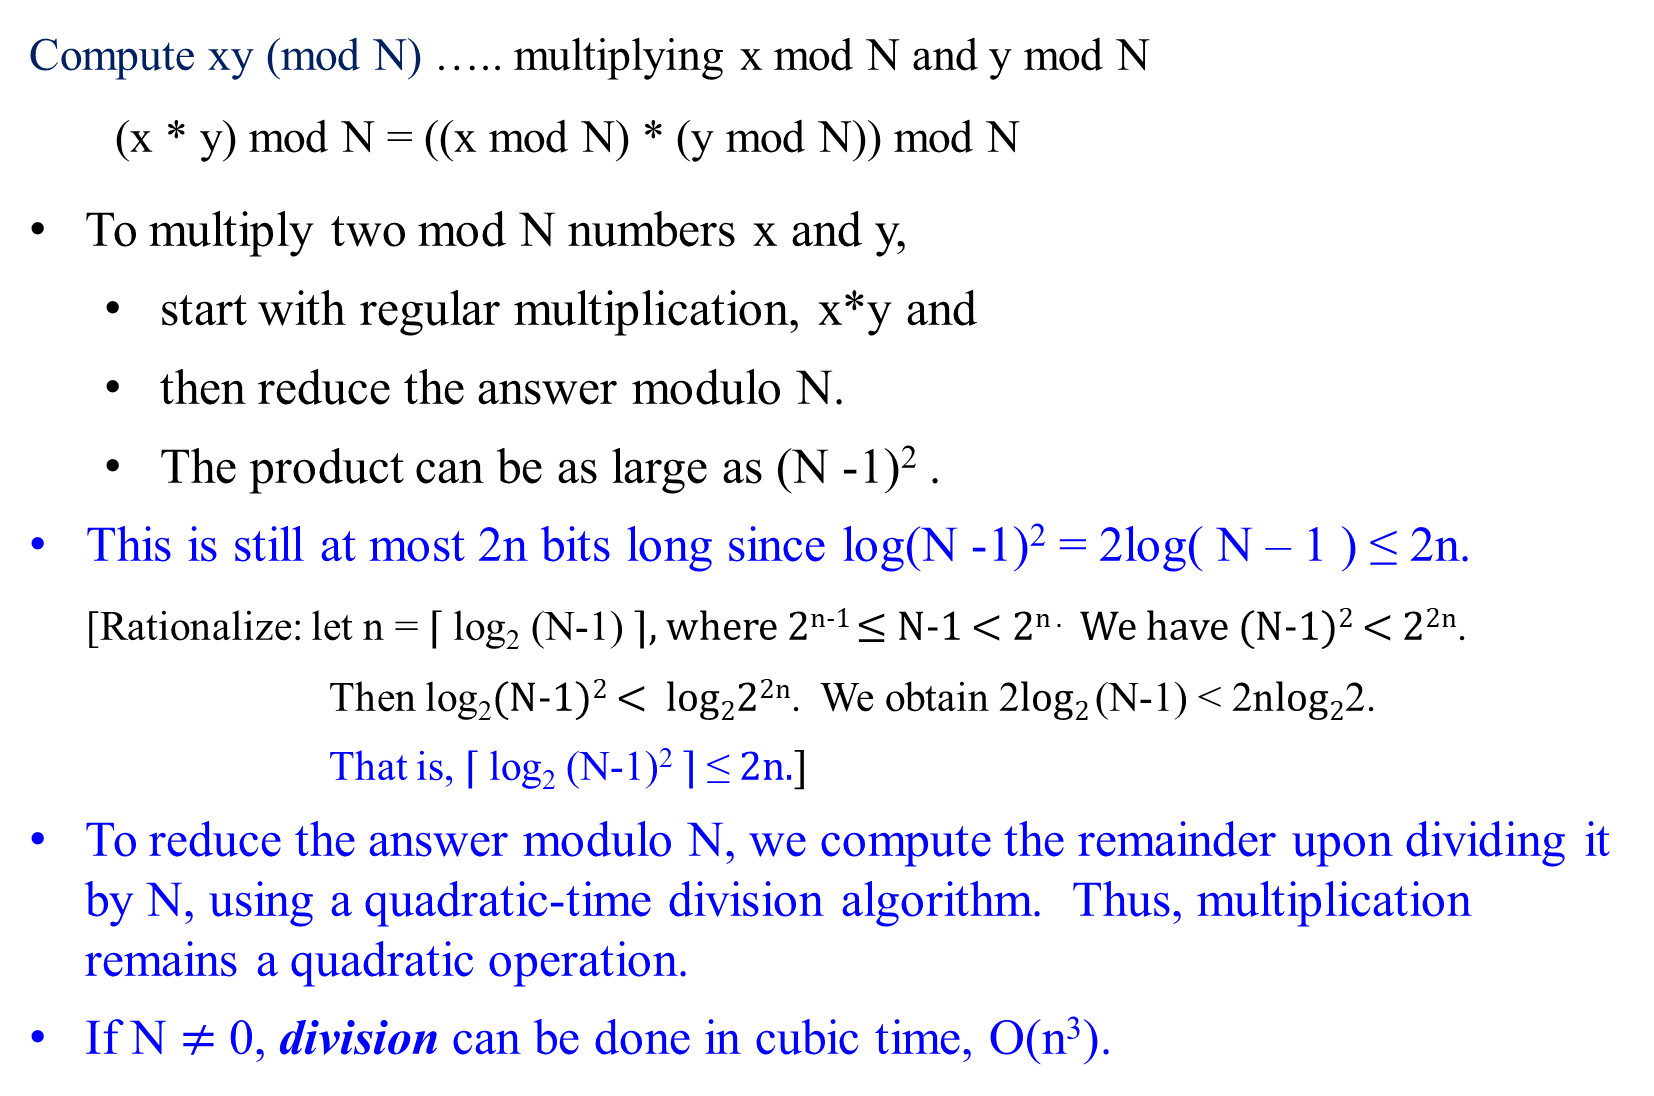 Compute xy (mod N) ….. multiplying x mod N and y mod N
(x * y) mod N = ((x mod N) * (y mod N)) mod N
• To multiply two mod N numbers x and y,
• start with regular multiplication, x*y and
• then reduce the answer modulo N.
• The product can be as large as (N -1)² .
• This is still at most 2n bits long since log(N -1)² = 2log( N – 1 ) ≤ 2n.
[Rationalize: let n = ⌈ log₂ (N-1) ⌉, where 2ⁿ⁻¹ ≤ N-1 < 2ⁿ ·  We have (N-1)² < 2²ⁿ.
Then log₂(N-1)² < log₂2²ⁿ. We obtain 2log₂ (N-1) < 2nlog₂2.
That is, ⌈ log₂ (N-1)² ⌉ ≤ 2n.]
• To reduce the answer modulo N, we compute the remainder upon dividing it
by N, using a quadratic-time division algorithm. Thus, multiplication
remains a quadratic operation.
• If N ≠ 0, division can be done in cubic time, O(n³).